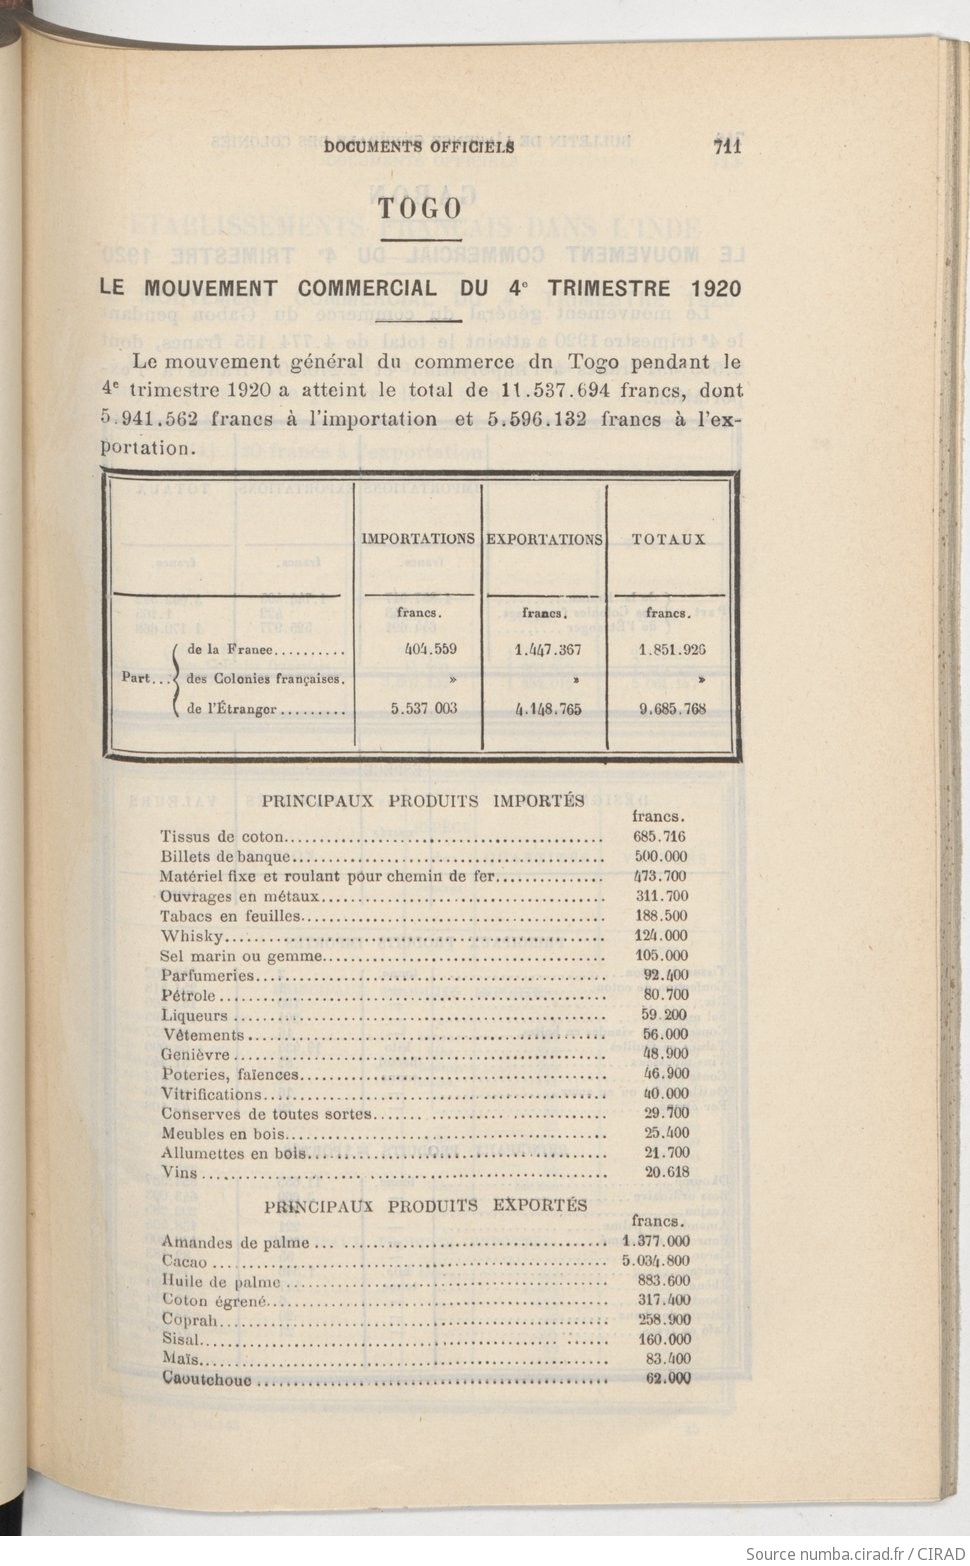 DOCUMENTS OFFICIELS 711
TOGO
LE MOUVEMENT COMMERCIAL DU 4e TRIMESTRE 1920
Le mouvement général du commerce dn Togo pendant le
4e trimestre 1920 a atteint le total de 11.537.694 francs, dont
5.941.562 francs à l'importation et 5.596.132 francs à l'ex-
portation.
IMPORTATIONS EXPORTATIONS TOTAUX
francs. francs. francs.
de la France.......... 404.559 1.447.367 1.851.926
Part... des Colonies françaises. » » »
de l'Étranger......... 5.537 003 4.148.765 9.685.768
PRINCIPAUX PRODUITS IMPORTÉS
francs.
Tissus de coton........ 685.716
Billets de banque........ 500.000
Matériel fixe et roulant pour chemin de fer........ 473.700
Ouvrages en métaux........ 311.700
Tabacs en feuilles........ 188.500
Whisky........ 124.000
Sel marin ou gemme........ 105.000
Parfumeries........ 92.400
Pétrole........ 80.700
Liqueurs........ 59.200
Vêtements........ 56.000
Genièvre........ 48.900
Poteries, faïences........ 46.900
Vitrifications........ 40.000
Conserves de toutes sortes........ 29.700
Meubles en bois........ 25.400
Allumettes en bois........ 21.700
Vins........ 20.618
PRINCIPAUX PRODUITS EXPORTÉS
francs.
Amandes de palme........ 1.377.000
Cacao........ 5.034.800
Huile de palme........ 883.600
Coton égrené........ 317.400
Coprah........ 258.900
Sisal........ 160.000
Maïs........ 83.400
Caoutchouc........ 62.000
Source numba.cirad.fr / CIRAD